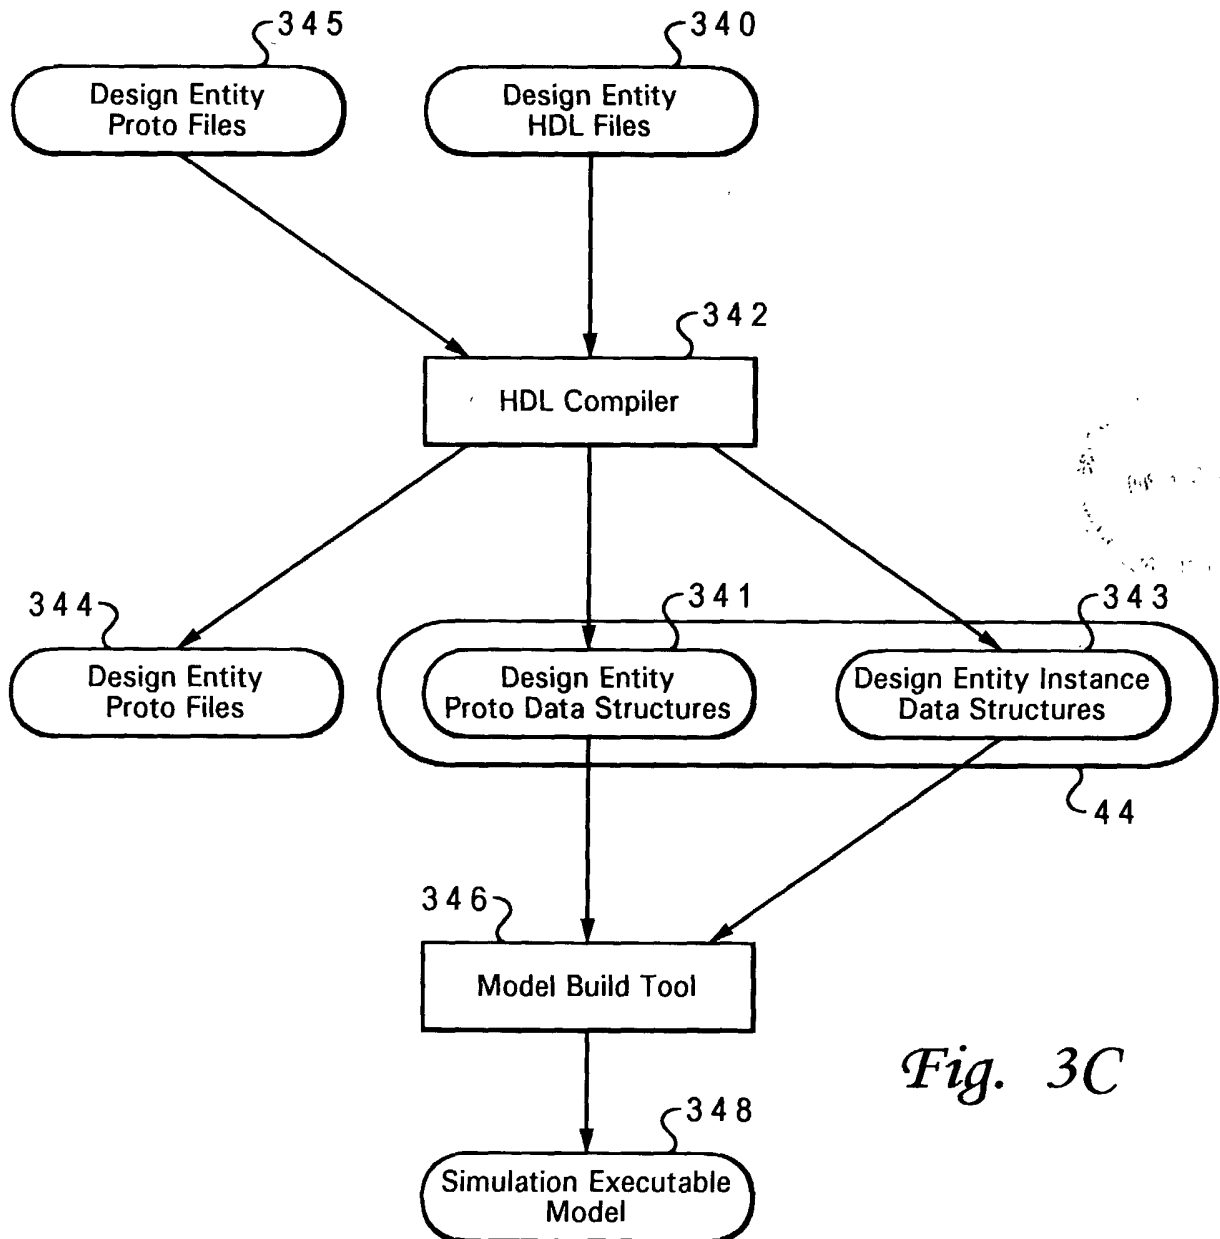 345
340
Design Entity
Proto Files
Design Entity
HDL Files
342
HDL Compiler
344
341
343
Design Entity
Proto Files
Design Entity
Proto Data Structures
Design Entity Instance
Data Structures
44
346
Model Build Tool
Fig. 3C
348
Simulation Executable
Model